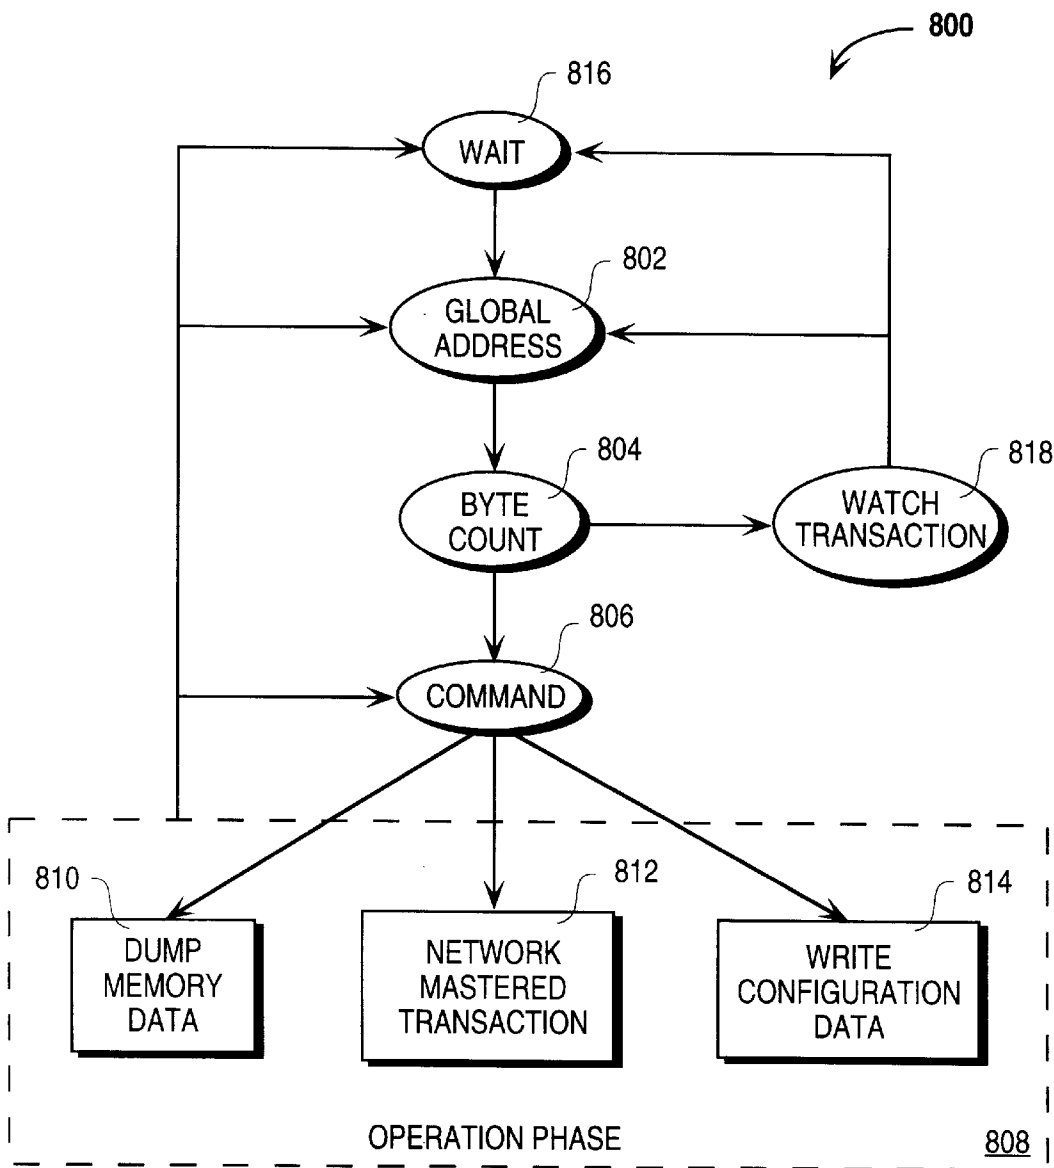 800
816
WAIT
802
GLOBAL
ADDRESS
804
BYTE
COUNT
818
WATCH
TRANSACTION
806
COMMAND
810
DUMP
MEMORY
DATA
812
NETWORK
MASTERED
TRANSACTION
814
WRITE
CONFIGURATION
DATA
OPERATION PHASE
808